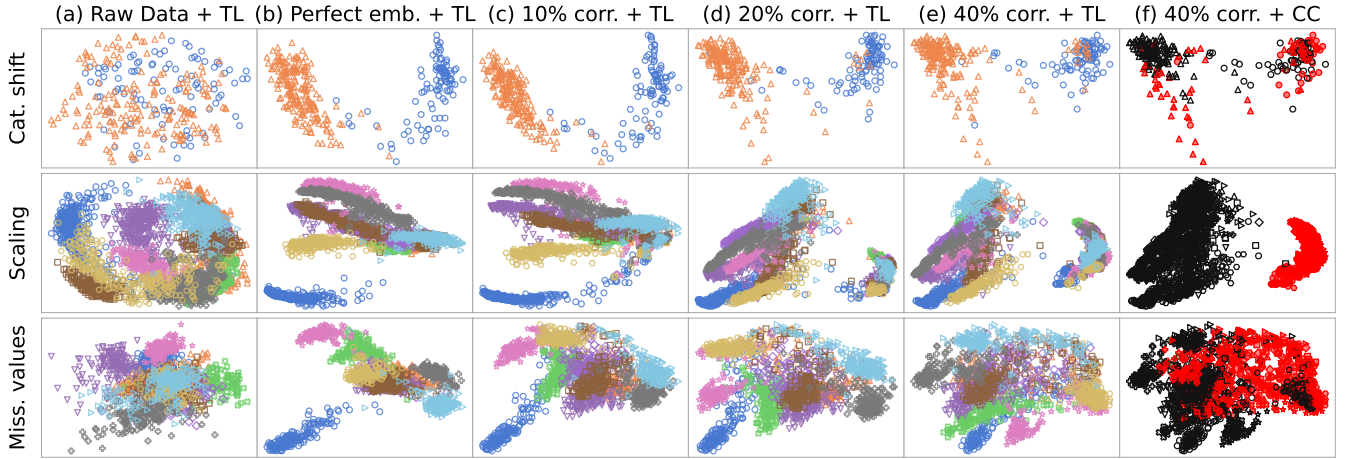 (a) Raw Data + TL
(b) Perfect emb. + TL
(c) 10% corr. + TL
(d) 20% corr. + TL
(e) 40% corr. + TL
(f) 40% corr. + CC
Cat. shift
Scaling
Miss. values